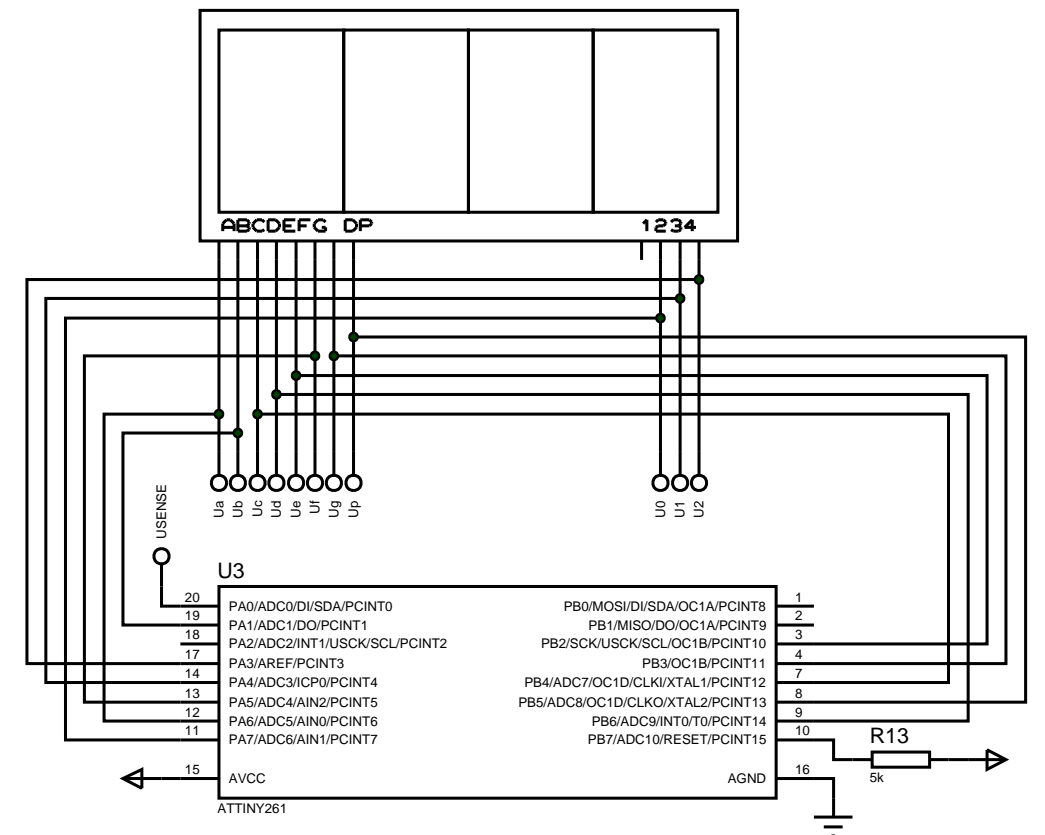 ABCDEFG DP
1234
Ua
Ub
Uc
Ud
Ue
Uf
Ug
Up
U0
U1
U2
USENSE
U3
20 PA0/ADC0/DI/SDA/PCINT0
19 PA1/ADC1/DO/PCINT1
18 PA2/ADC2/INT1/USCK/SCL/PCINT2
17 PA3/AREF/PCINT3
14 PA4/ADC3/ICP0/PCINT4
13 PA5/ADC4/AIN2/PCINT5
12 PA6/ADC5/AIN0/PCINT6
11 PA7/ADC6/AIN1/PCINT7
15 AVCC
PB0/MOSI/DI/SDA/OC1A/PCINT8 1
PB1/MISO/DO/OC1A/PCINT9 2
PB2/SCK/USCK/SCL/OC1B/PCINT10 3
PB3/OC1B/PCINT11 4
PB4/ADC7/OC1D/CLKI/XTAL1/PCINT12 7
PB5/ADC8/OC1D/CLKO/XTAL2/PCINT13 8
PB6/ADC9/INT0/T0/PCINT14 9
PB7/ADC10/RESET/PCINT15 10
AGND 16
R13
5k
ATTINY261